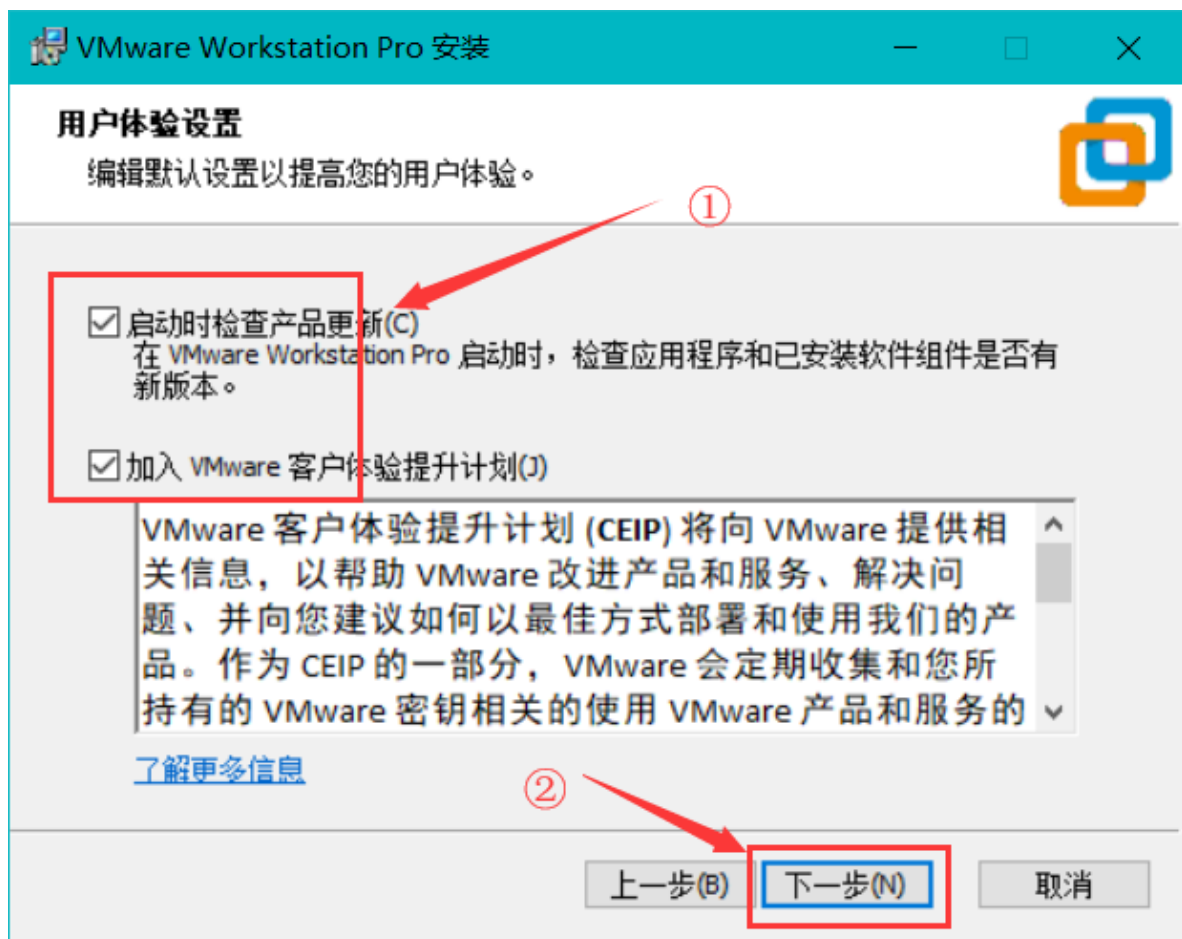 VMware Workstation Pro 安装
用户体验设置
编辑默认设置以提高您的用户体验。
①
启动时检查产品更新(C)
在 VMware Workstation Pro 启动时，检查应用程序和已安装软件组件是否有
新版本。
加入 VMware 客户体验提升计划(J)
VMware 客户体验提升计划 (CEIP) 将向 VMware 提供相
关信息，以帮助 VMware 改进产品和服务、解决问
题、并向您建议如何以最佳方式部署和使用我们的产
品。作为 CEIP 的一部分，VMware 会定期收集和您所
持有的 VMware 密钥相关的使用 VMware 产品和服务的
了解更多信息
②
上一步(B) 下一步(N) 取消